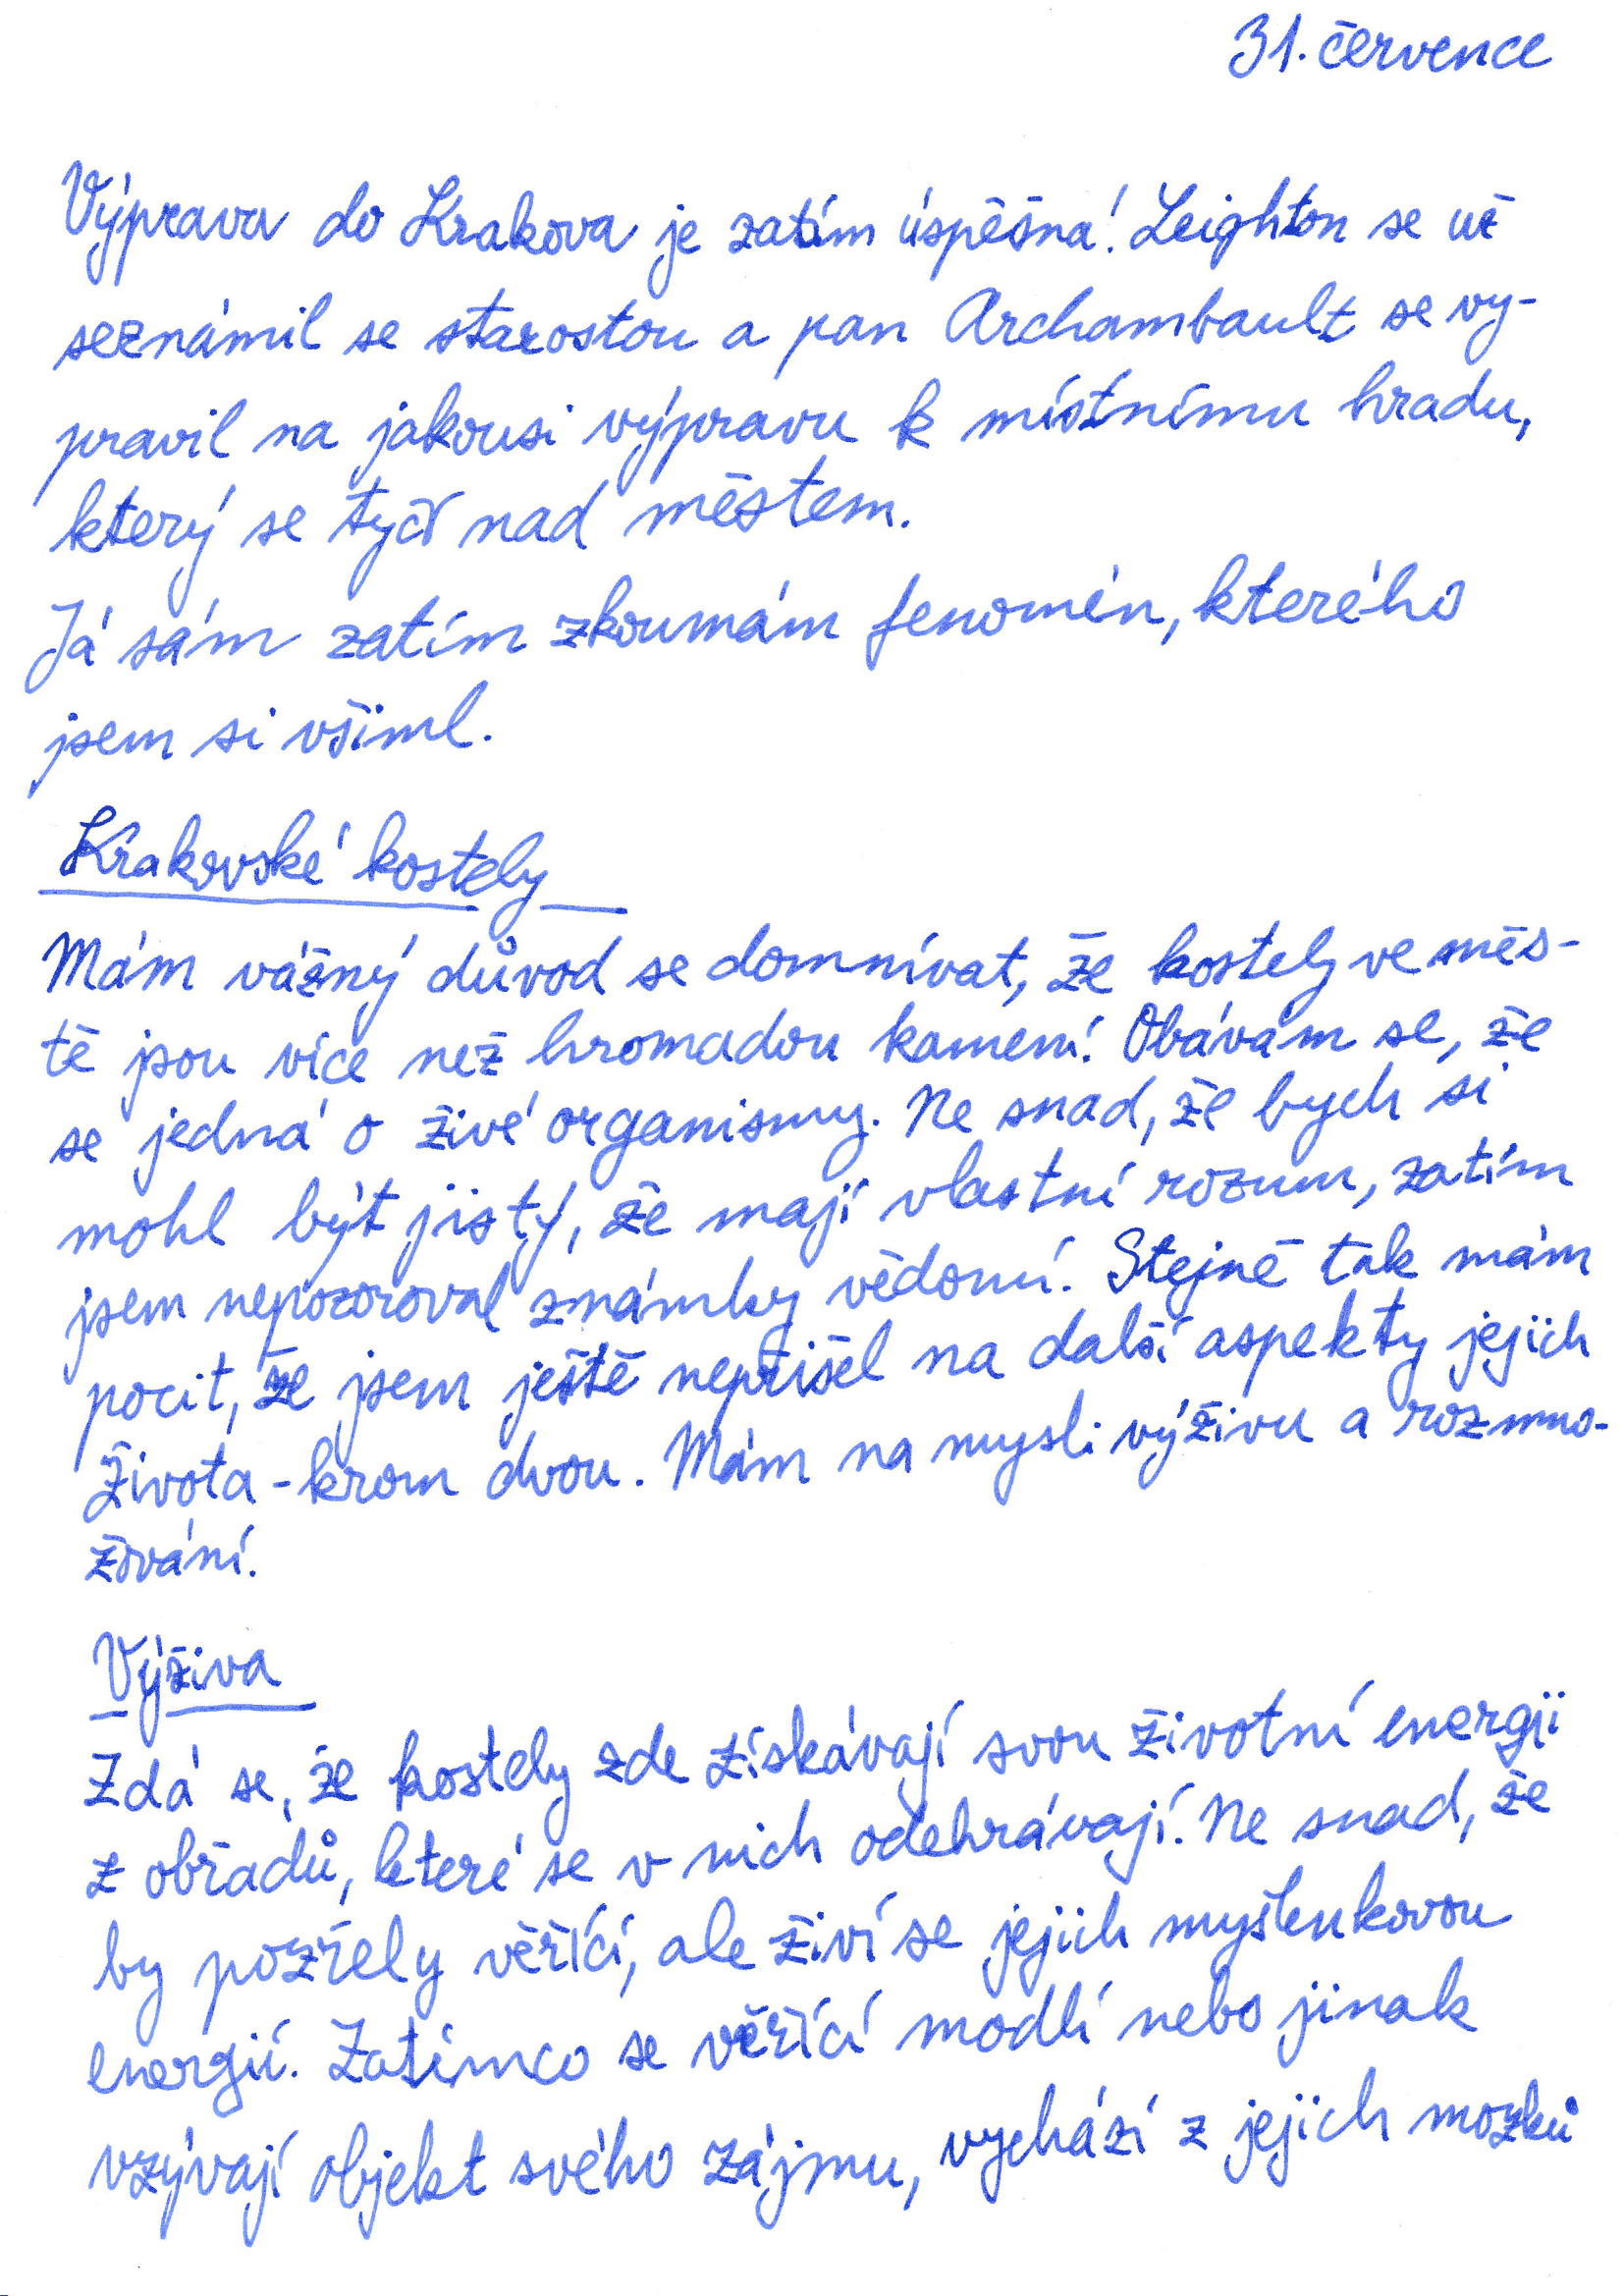 31. července
Výprava do Krakova je zatím úspěšná! Leighton se už
seznámil se starostou a pan Archambault se vy-
pravil na jakousi výpravu k místnímu hradu,
který se tyčí nad městem.
Já sám zatím zkoumám fenomén, kterého
jsem si všiml.
Krakovské kostely
Mám vážný důvod se domnívat, že kostely ve měs-
tě jsou více než hromadou kamení! Obávám se, že
se jedná o živé organismy. Ne snad, že bych si
mohl být jistý, že mají vlastní rozum, zatím
jsem nepozoroval známky vědomí. Stejně tak mám
pocit, že jsem ještě nepřišel na další aspekty jejich
života - krom dvou. Mám na mysli výživu a rozmno-
žování.
Výživa
Zdá se, že kostely zde získávají svou životní energii
z obřadů, které se v nich odehrávají. Ne snad, že
by pozřely věřící, ale živí se jejich myšlenkovou
energií. Zatímco se věřící modlí nebo jinak
vzývají objekt svého zájmu, vychází z jejich mozků